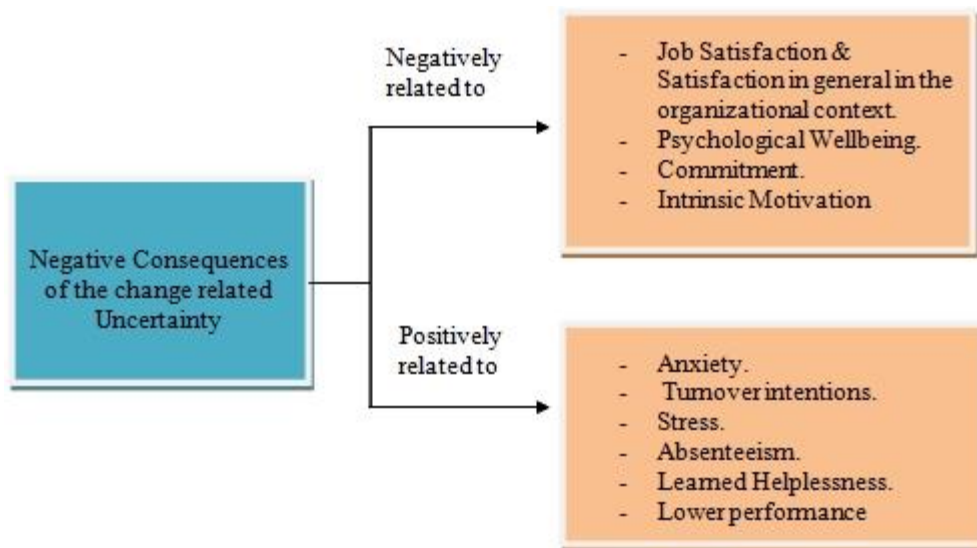 Negatively
related to
- Job Satisfaction &
Satisfaction in general in the
organizational context.
- Psychological Wellbeing.
- Commitment.
- Intrinsic Motivation
Negative Consequences
of the change related
Uncertainty
Positively
related to
- Anxiety.
- Turnover intentions.
- Stress.
- Absenteeism.
- Learned Helplessness.
- Lower performance